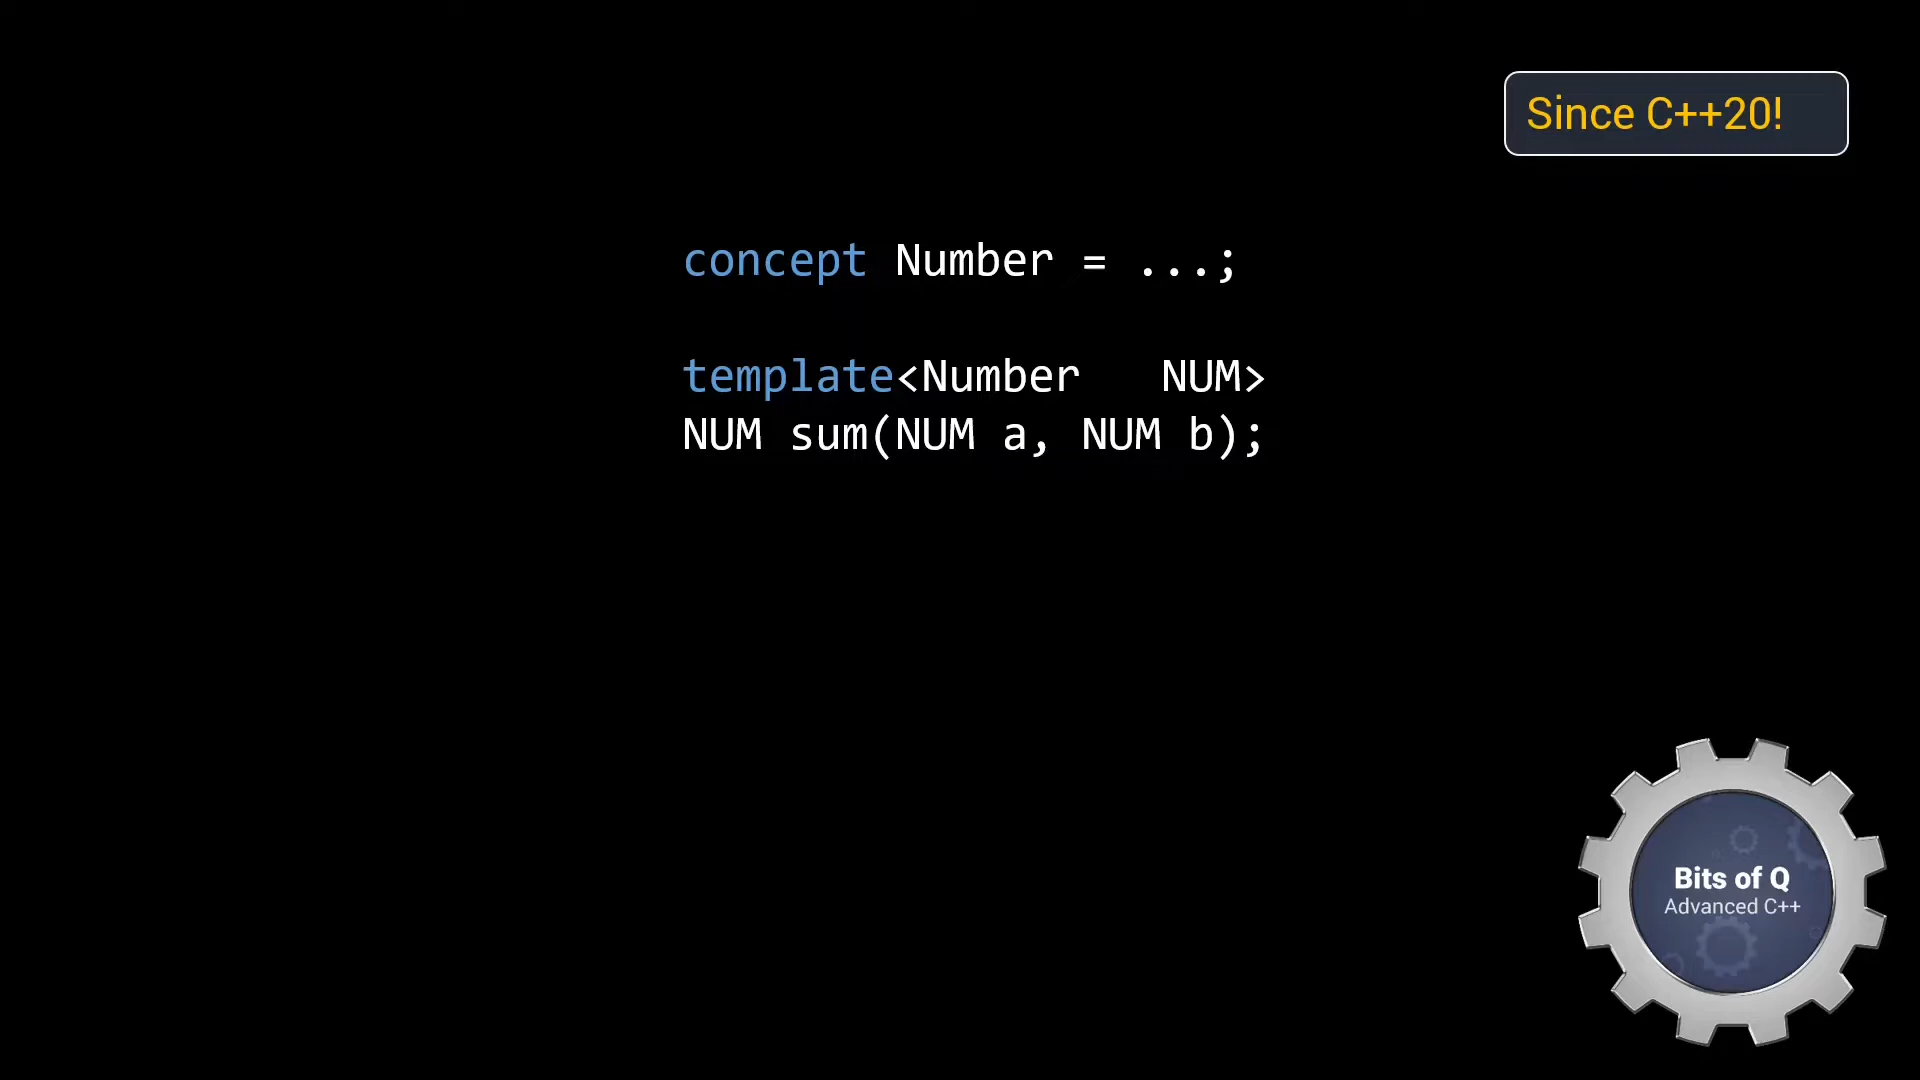 Since C++20!
concept Number = ...;
template<Number   NUM>
NUM sum(NUM a, NUM b);
Bits of Q
Advanced C++